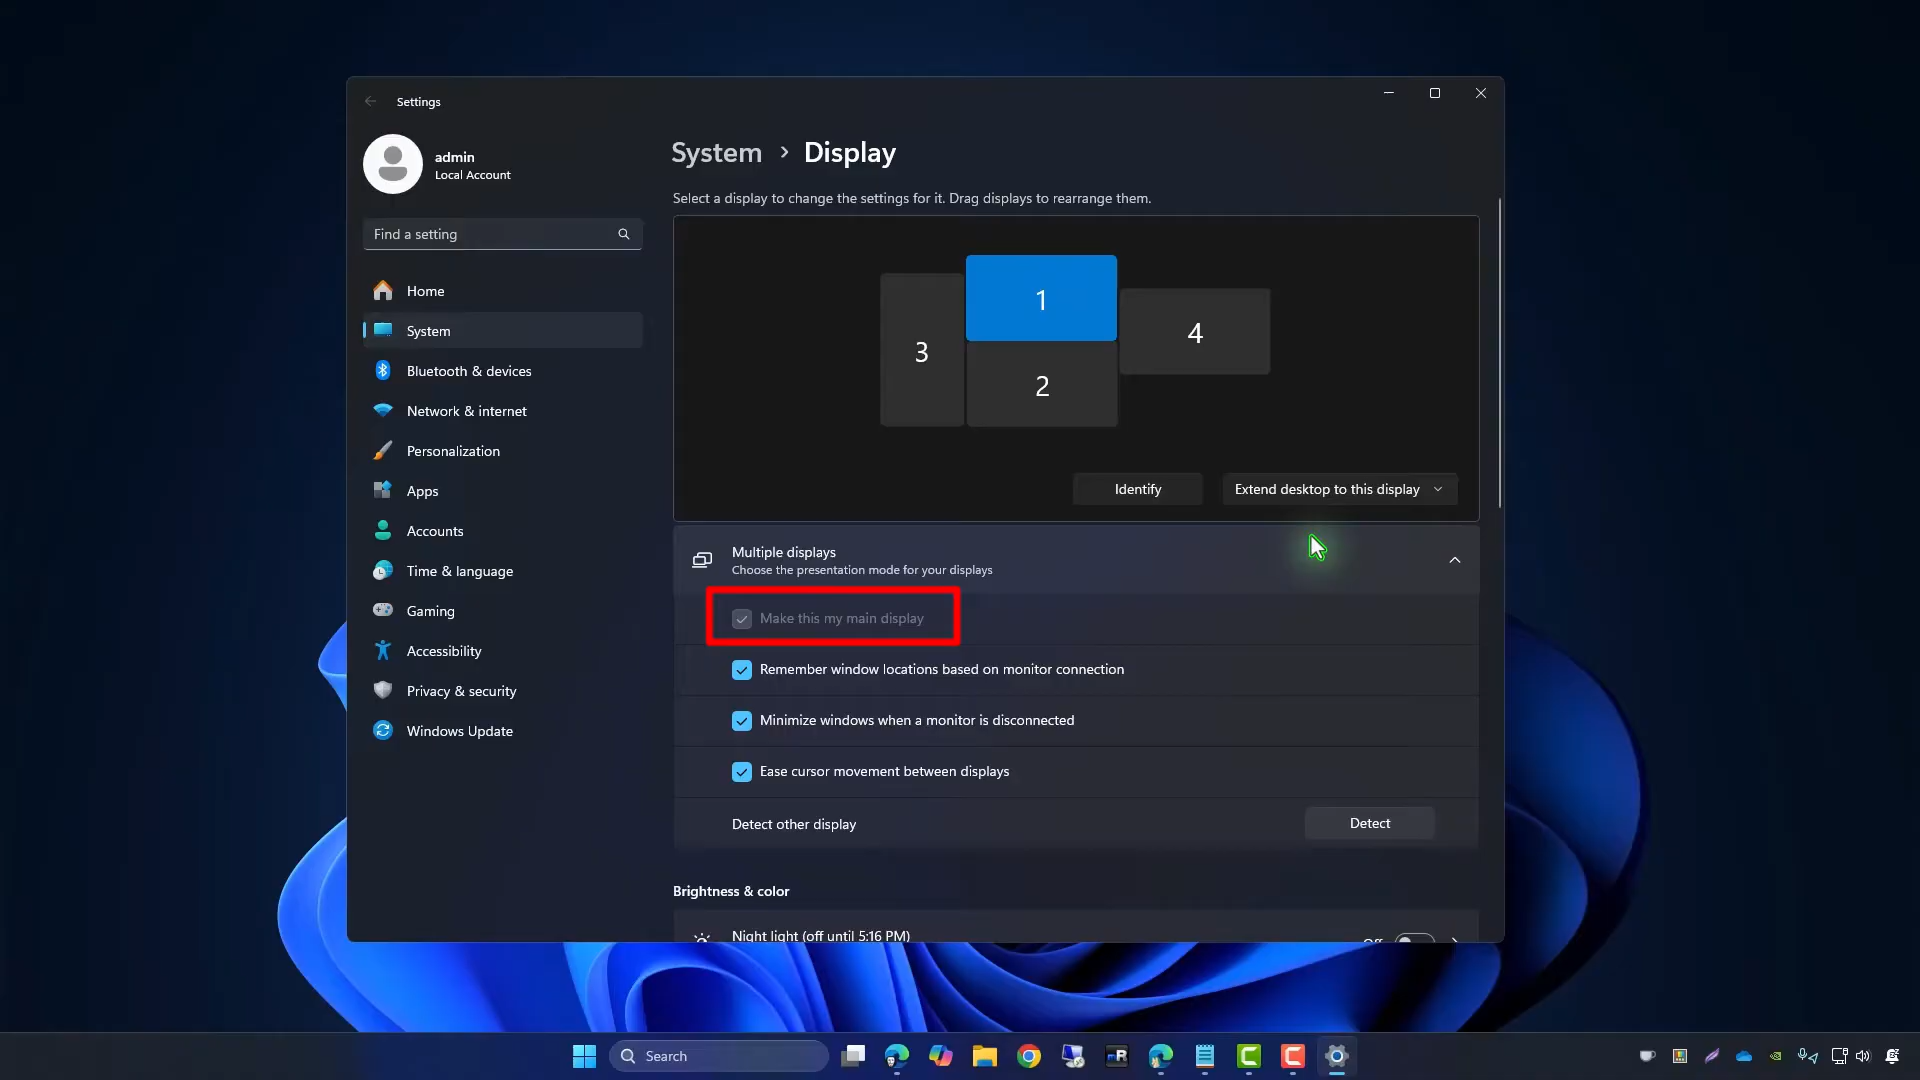 Settings
admin
Local Account
Find a setting
Home
System
Bluetooth & devices
Network & internet
Personalization
Apps
Accounts
Time & language
Gaming
Accessibility
Privacy & security
Windows Update
System > Display
Select a display to change the settings for it. Drag displays to rearrange them.
1
3
4
2
Identify
Extend desktop to this display
Multiple displays
Choose the presentation mode for your displays
Make this my main display
Remember window locations based on monitor connection
Minimize windows when a monitor is disconnected
Ease cursor movement between displays
Detect other display
Detect
Brightness & color
Night light (off until 5:16 PM)
Off
Search